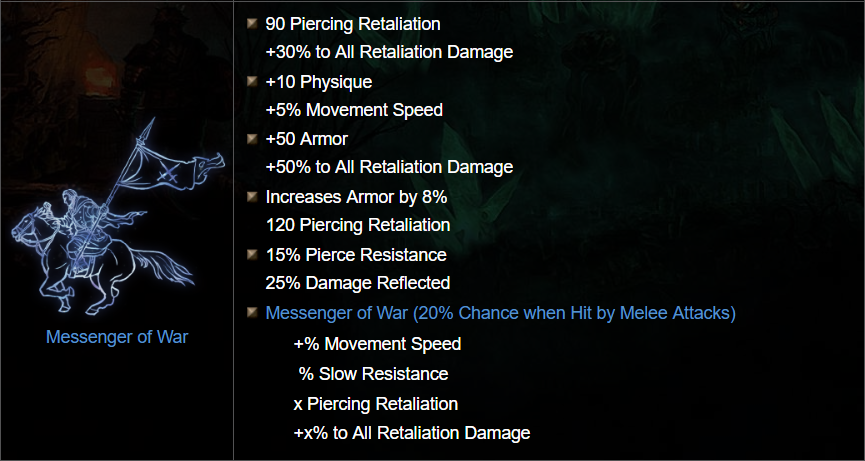 90 Piercing Retaliation
+30% to All Retaliation Damage
+10 Physique
+5% Movement Speed
+50 Armor
+50% to All Retaliation Damage
Increases Armor by 8%
120 Piercing Retaliation
15% Pierce Resistance
25% Damage Reflected
Messenger of War (20% Chance when Hit by Melee Attacks)
+% Movement Speed
% Slow Resistance
x Piercing Retaliation
+x% to All Retaliation Damage
Messenger of War